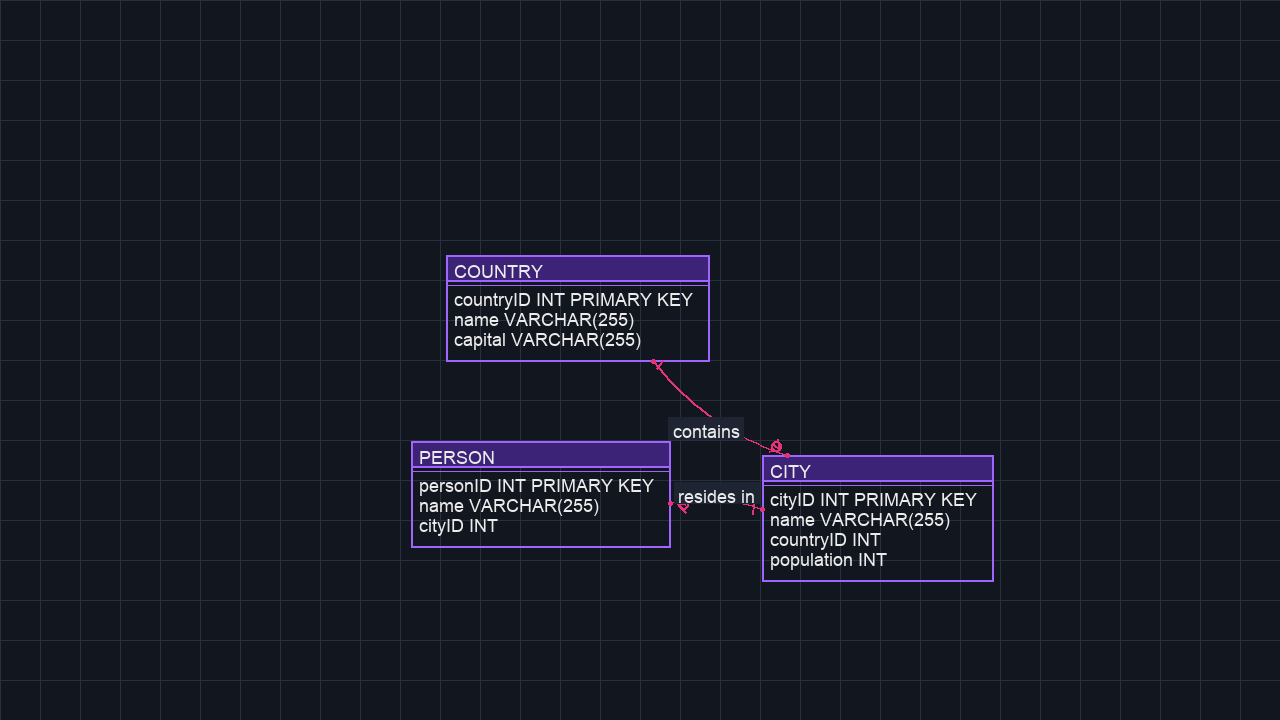 COUNTRY
countryID INT PRIMARY KEY
name VARCHAR(255)
capital VARCHAR(255)
contains
PERSON
personID INT PRIMARY KEY
name VARCHAR(255)
cityID INT
resides in
CITY
cityID INT PRIMARY KEY
name VARCHAR(255)
countryID INT
population INT